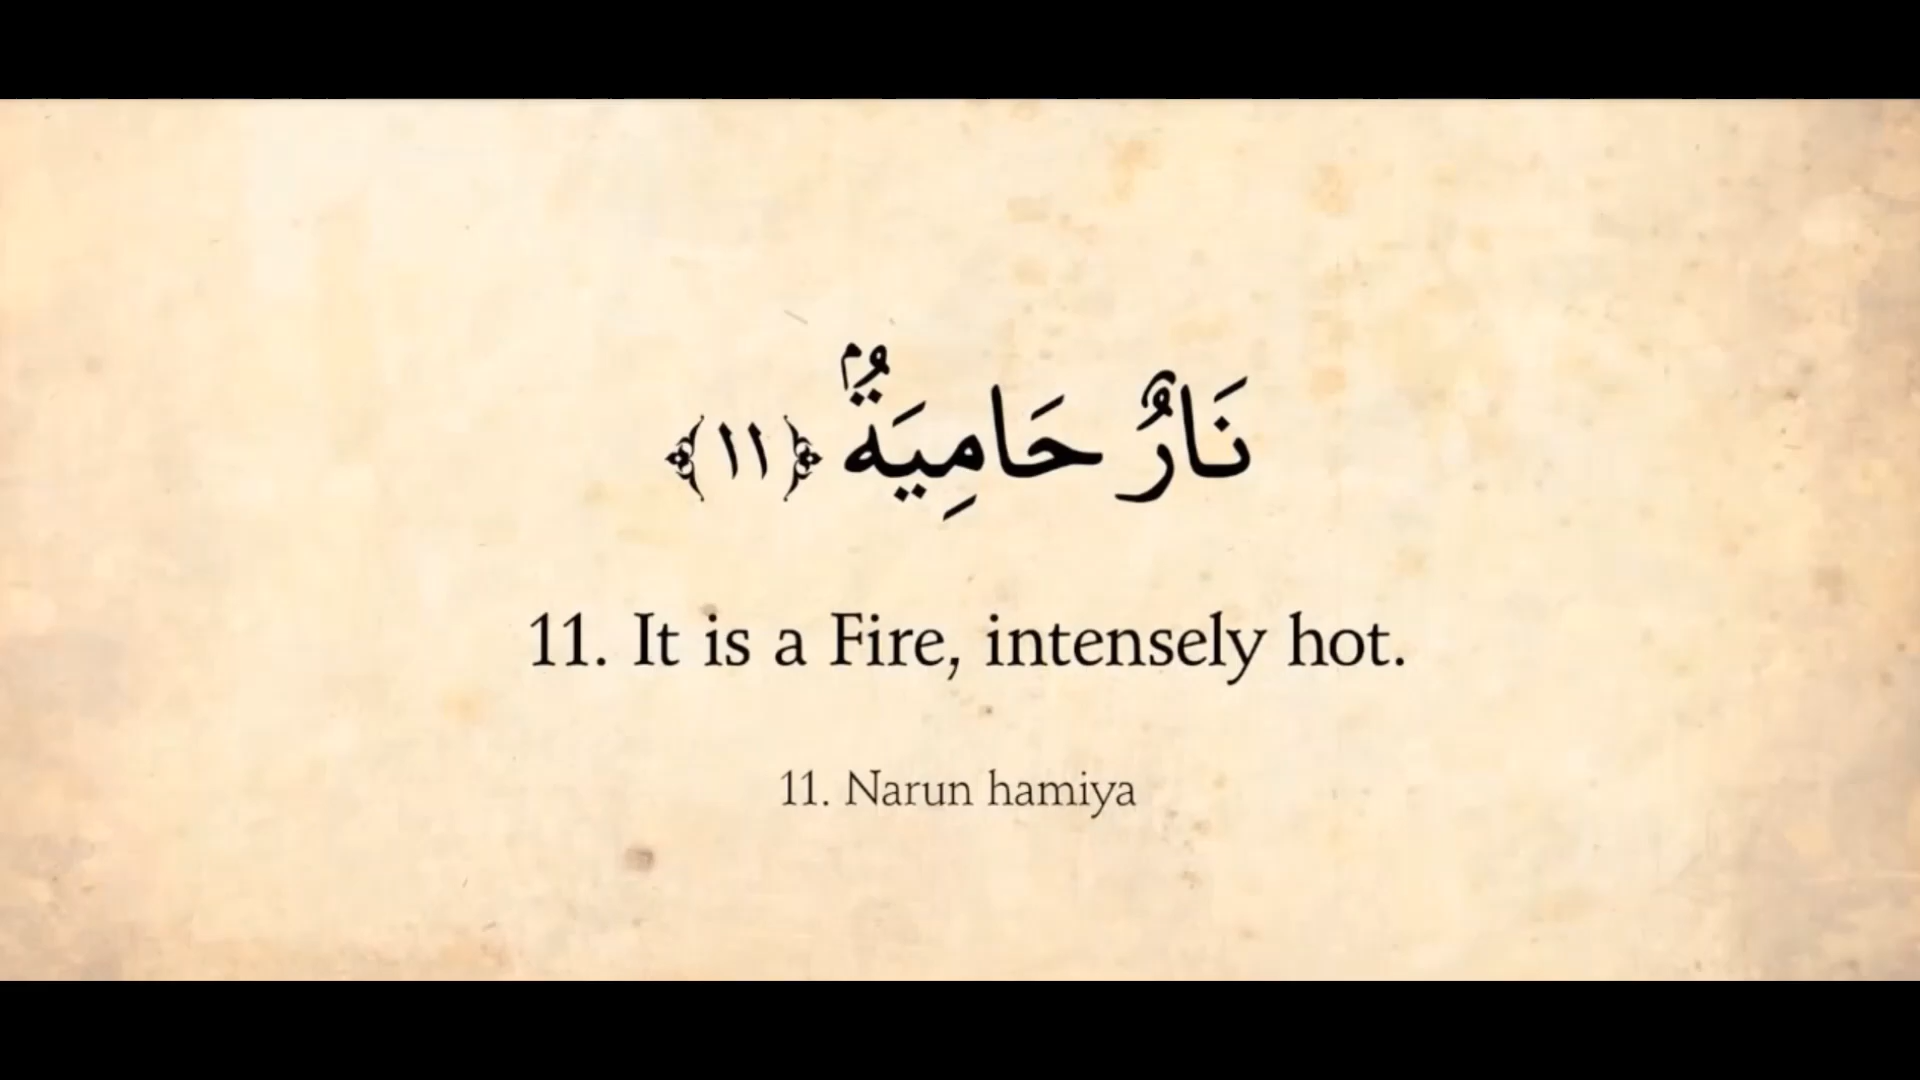 نَارٌ حَامِيَةٌۢ ﴿١١﴾
11. It is a Fire, intensely hot.
11. Narun hamiya